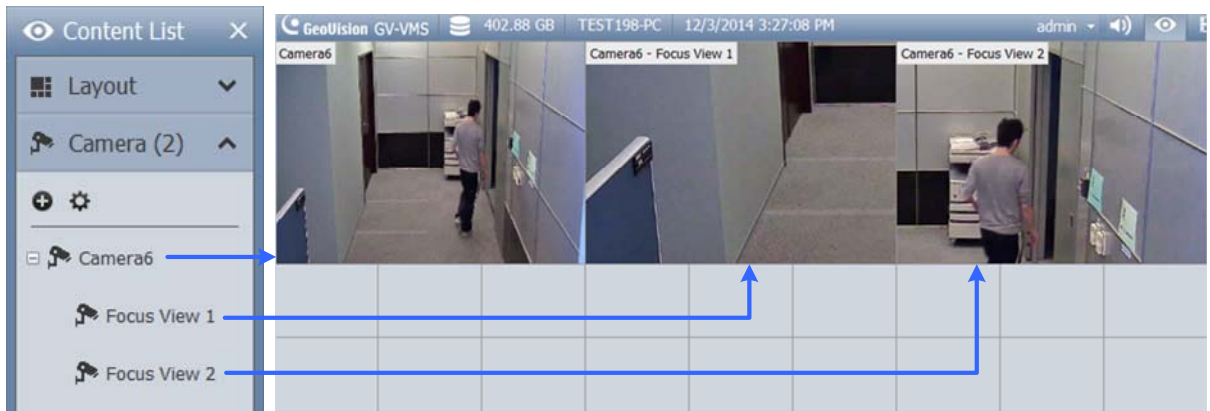 Content List
Layout
Camera (2)
Camera6
Focus View 1
Focus View 2
GeoVision GV-VMS 402.88 GB TEST198-PC 12/3/2014 3:27:08 PM admin
Camera6
Camera6 - Focus View 1
Camera6 - Focus View 2